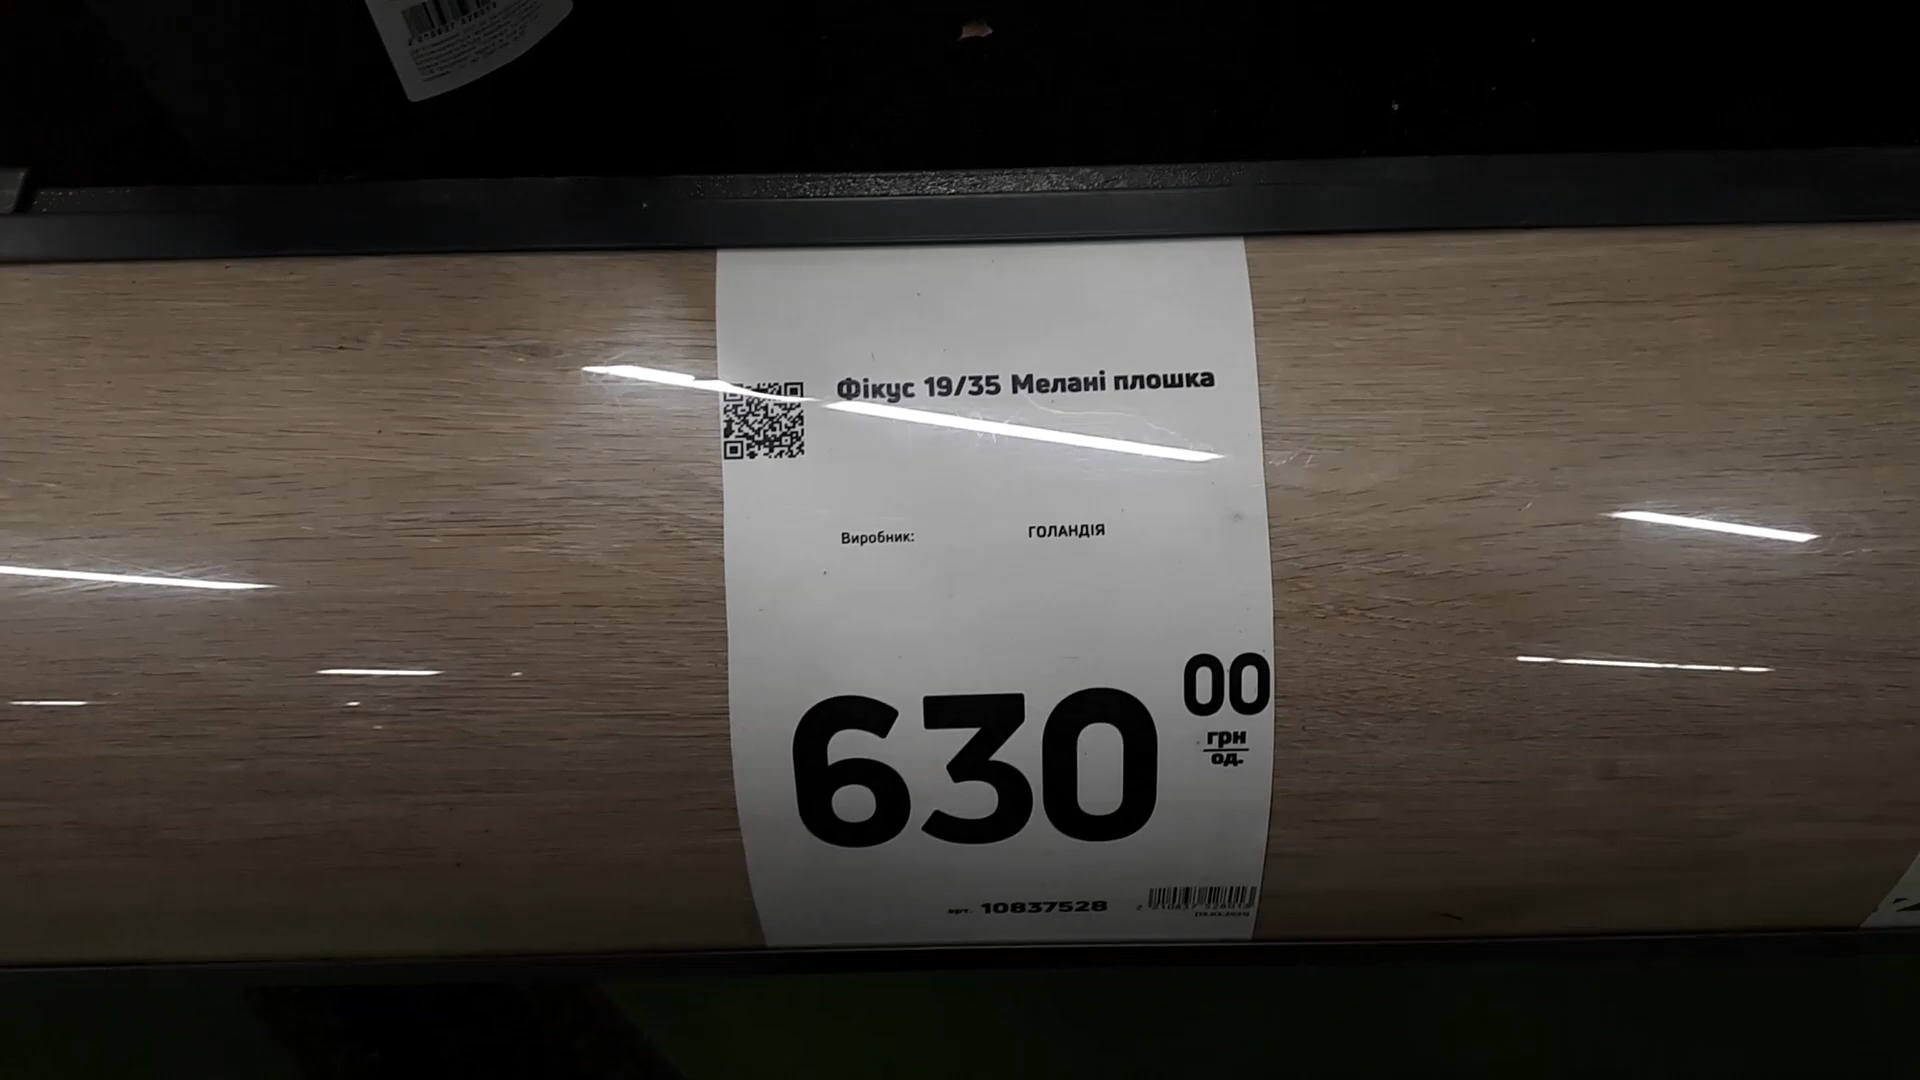 Фікус 19/35 Мелані плошка
Виробник: ГОЛАНДІЯ
630 00
грн
од.
арт. 10837528